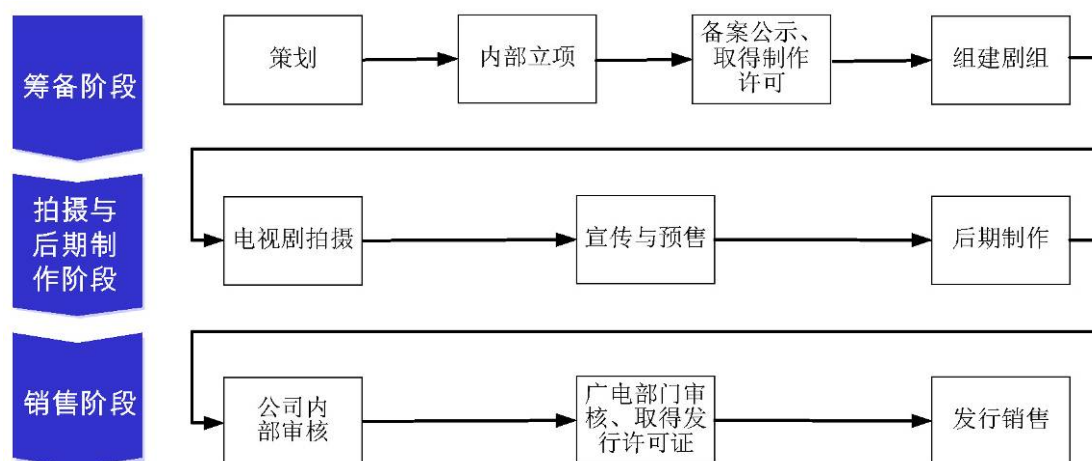 筹备阶段
策划
内部立项
备案公示、
取得制作
许可
组建剧组
拍摄与
后期制
作阶段
电视剧拍摄
宣传与预售
后期制作
销售阶段
公司内
部审核
广电部门审
核、取得发
行许可证
发行销售